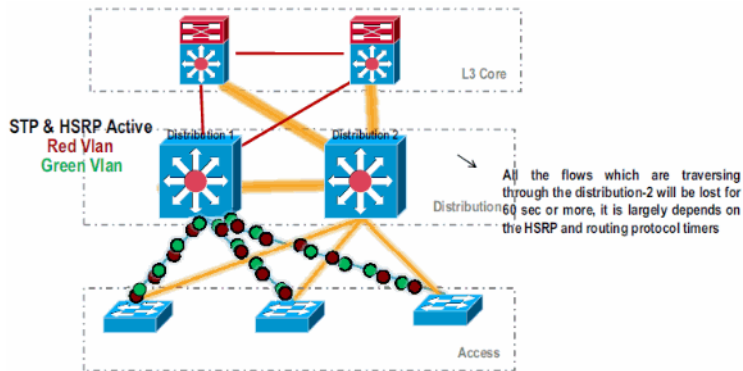 L3 Core
STP & HSRP Active
Red Vlan
Green Vlan
Distribution 1
Distribution 2
All the flows which are traversing
through the distribution-2 will be lost for
60 sec or more, it is largely depends on
the HSRP and routing protocol timers
Distribution
Access